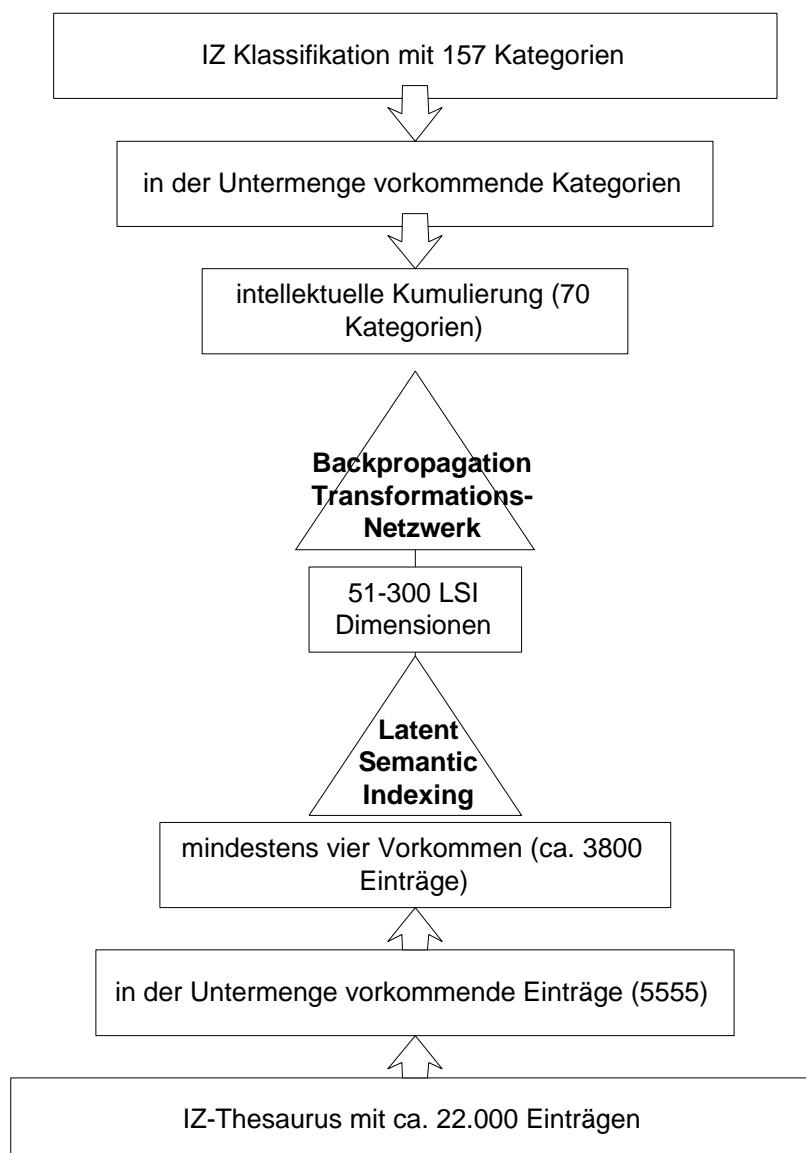 IZ Klassifikation mit 157 Kategorien
in der Untermenge vorkommende Kategorien
intellektuelle Kumulierung (70
Kategorien)
Backpropagation
Transformations-
Netzwerk
51-300 LSI
Dimensionen
Latent
Semantic
Indexing
mindestens vier Vorkommen (ca. 3800
Einträge)
in der Untermenge vorkommende Einträge (5555)
IZ-Thesaurus mit ca. 22.000 Einträgen